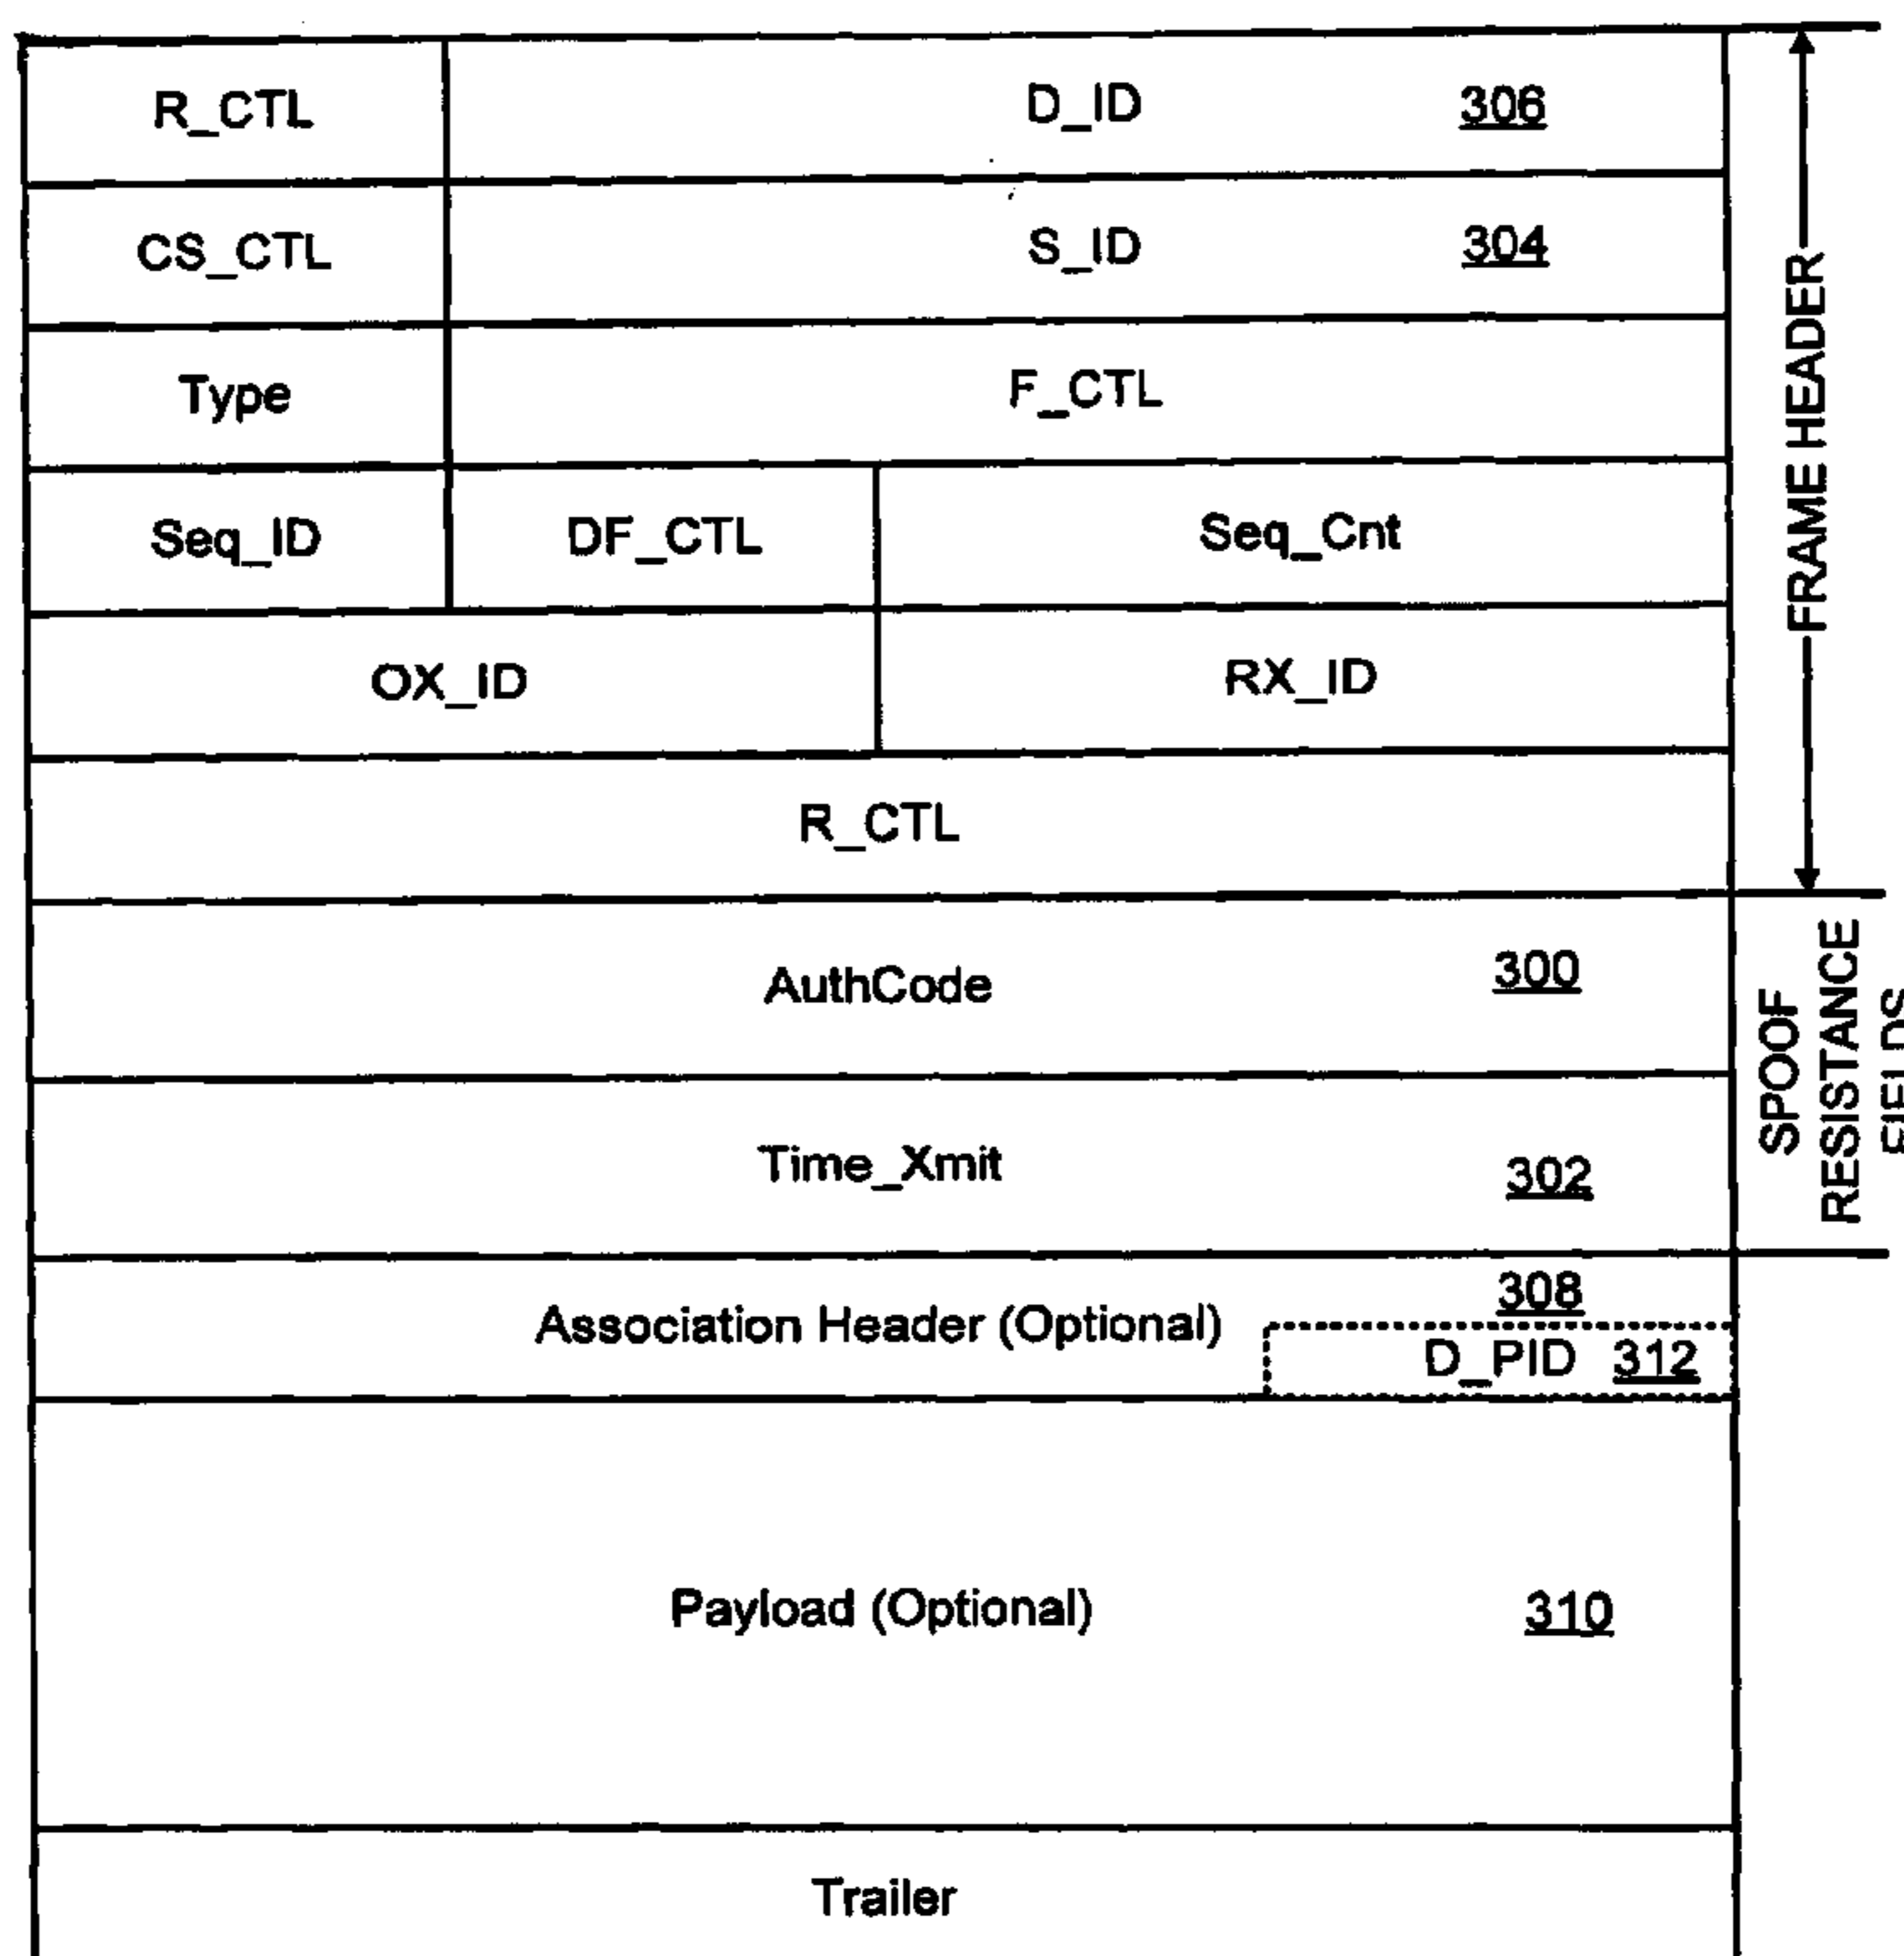 R_CTL D_ID 306
CS_CTL S_ID 304
Type F_CTL
Seq_ID DF_CTL Seq_Cnt
OX_ID RX_ID
R_CTL
FRAME HEADER
AuthCode 300
Time_Xmit 302
SPOOF
RESISTANCE
FIELDS
Association Header (Optional) 308
D_PID 312
Payload (Optional) 310
Trailer